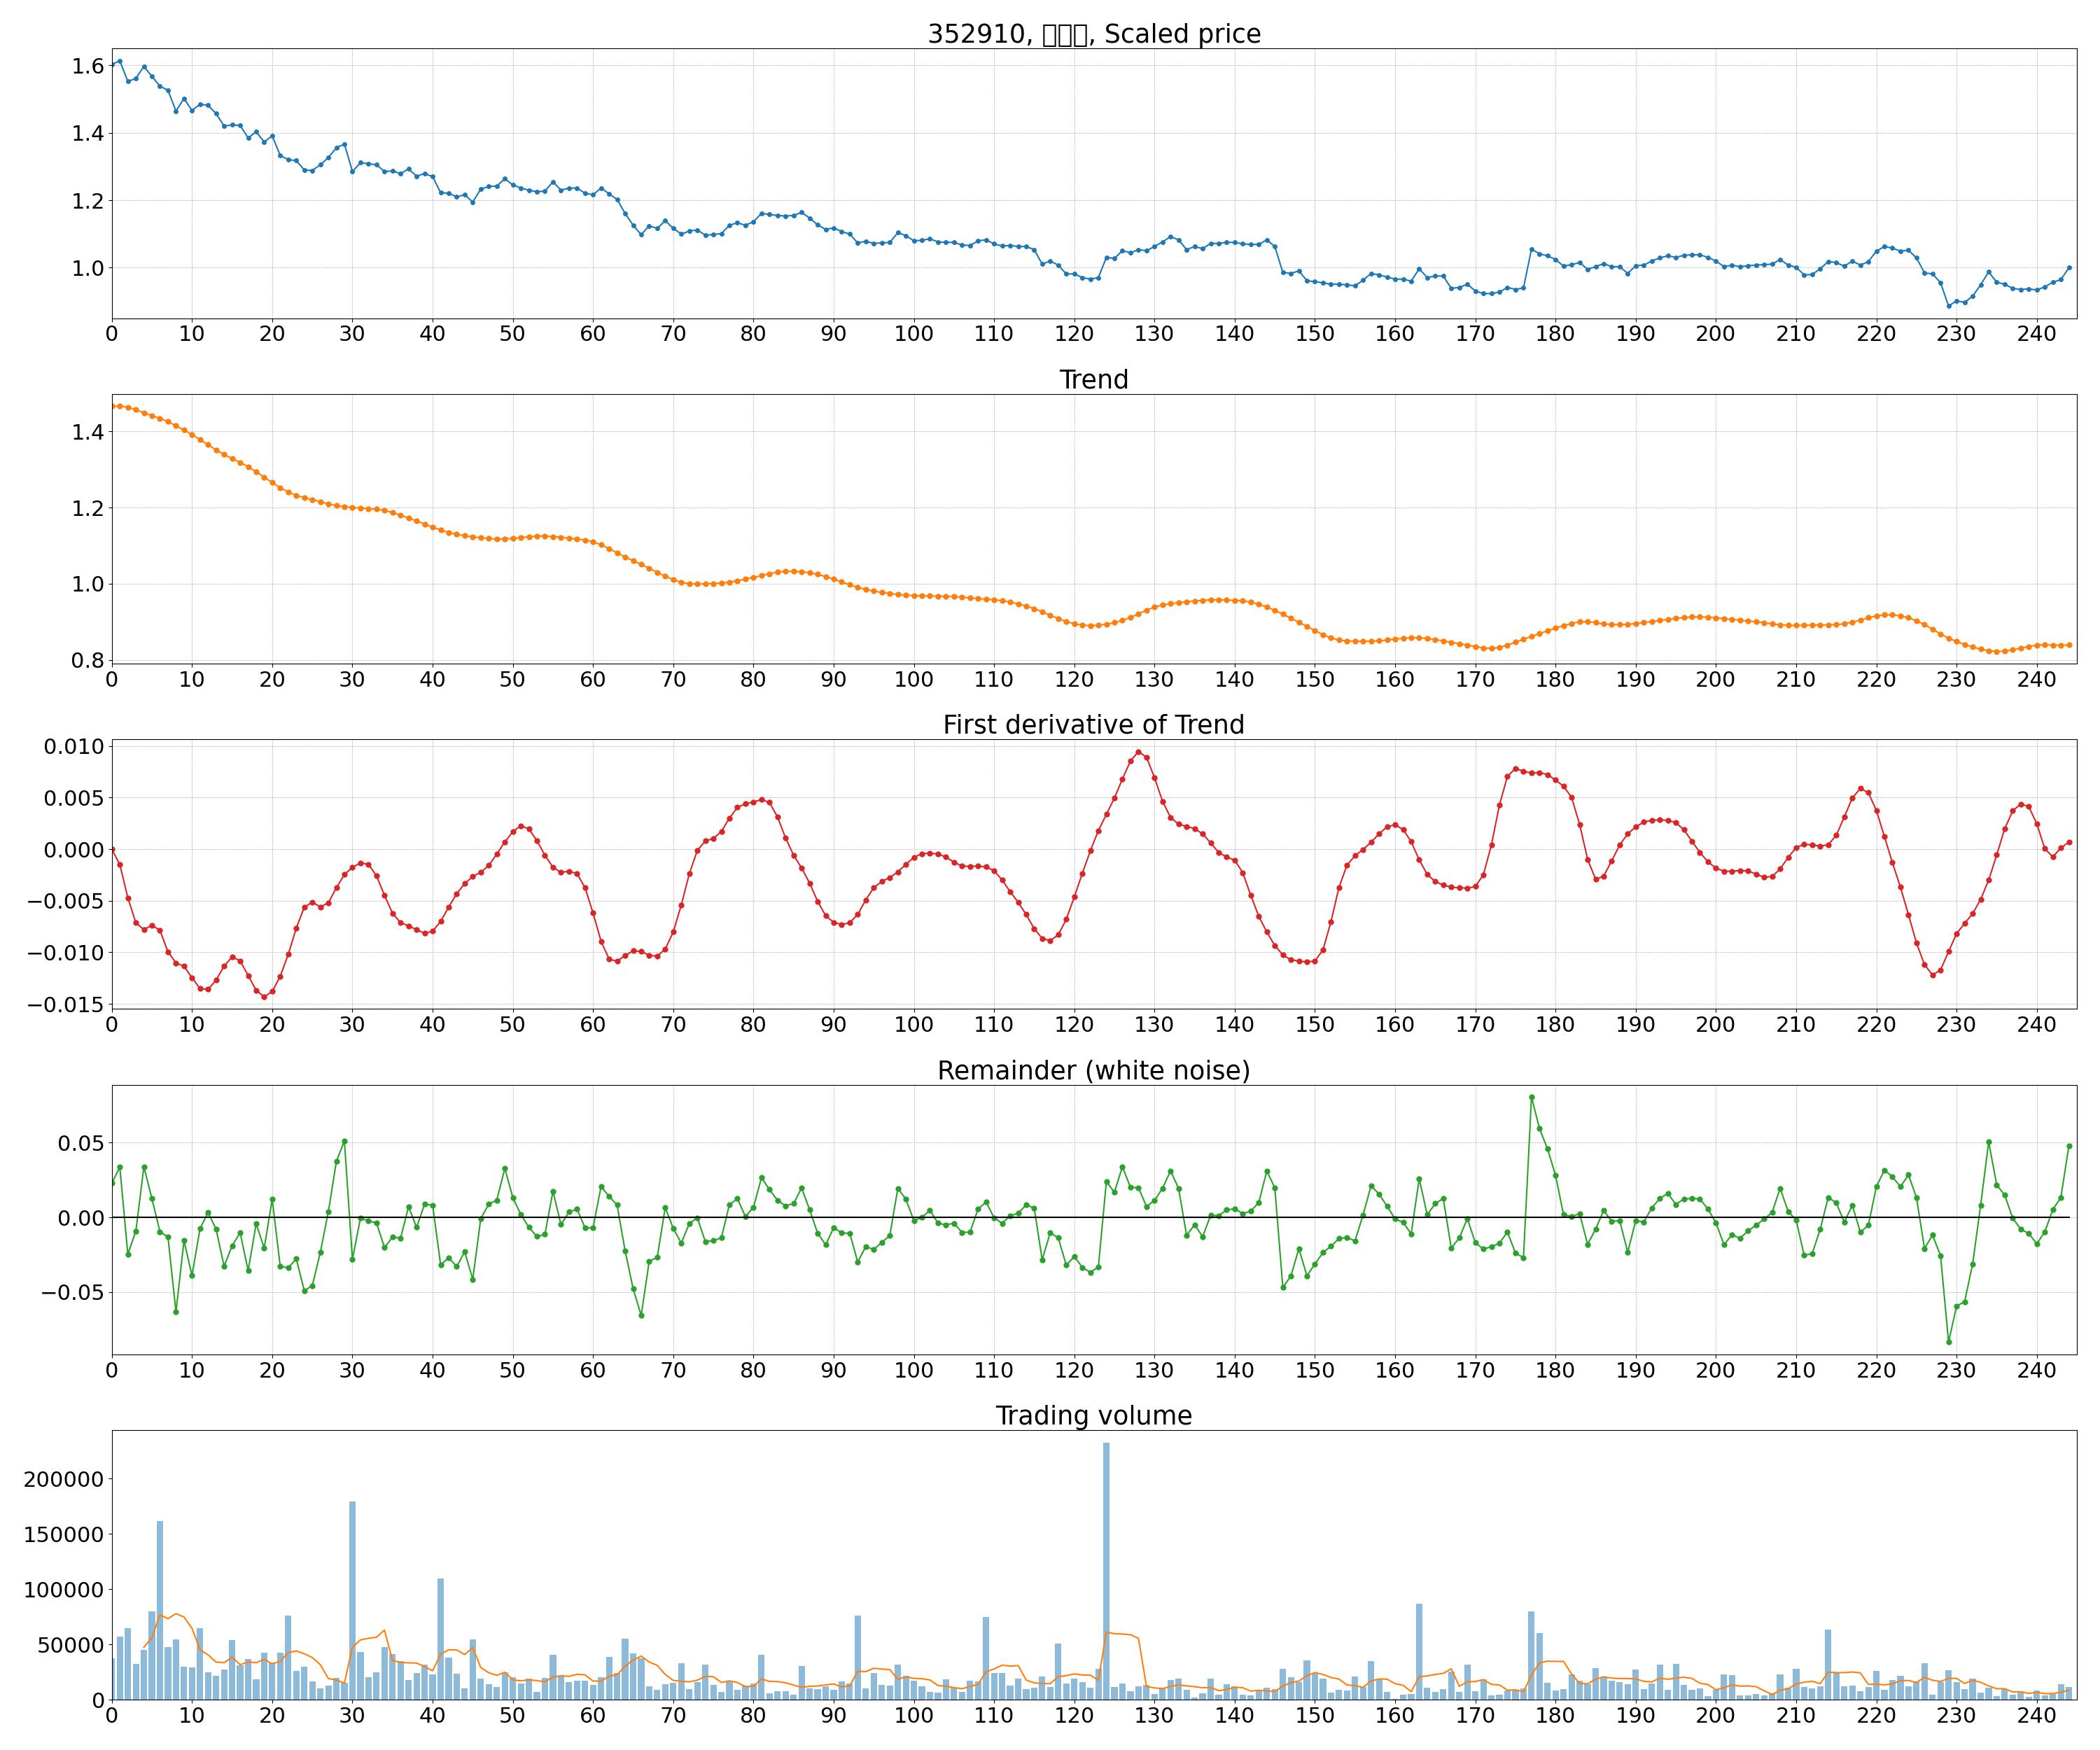 352910, □□□, Scaled price
1.6
1.4
1.2
1.0
0 10 20 30 40 50 60 70 80 90 100 110 120 130 140 150 160 170 180 190 200 210 220 230 240
Trend
1.4
1.2
1.0
0.8
0 10 20 30 40 50 60 70 80 90 100 110 120 130 140 150 160 170 180 190 200 210 220 230 240
First derivative of Trend
0.010
0.005
0.000
−0.005
−0.010
−0.015
0 10 20 30 40 50 60 70 80 90 100 110 120 130 140 150 160 170 180 190 200 210 220 230 240
Remainder (white noise)
0.05
0.00
−0.05
0 10 20 30 40 50 60 70 80 90 100 110 120 130 140 150 160 170 180 190 200 210 220 230 240
Trading volume
200000
150000
100000
50000
0
0 10 20 30 40 50 60 70 80 90 100 110 120 130 140 150 160 170 180 190 200 210 220 230 240